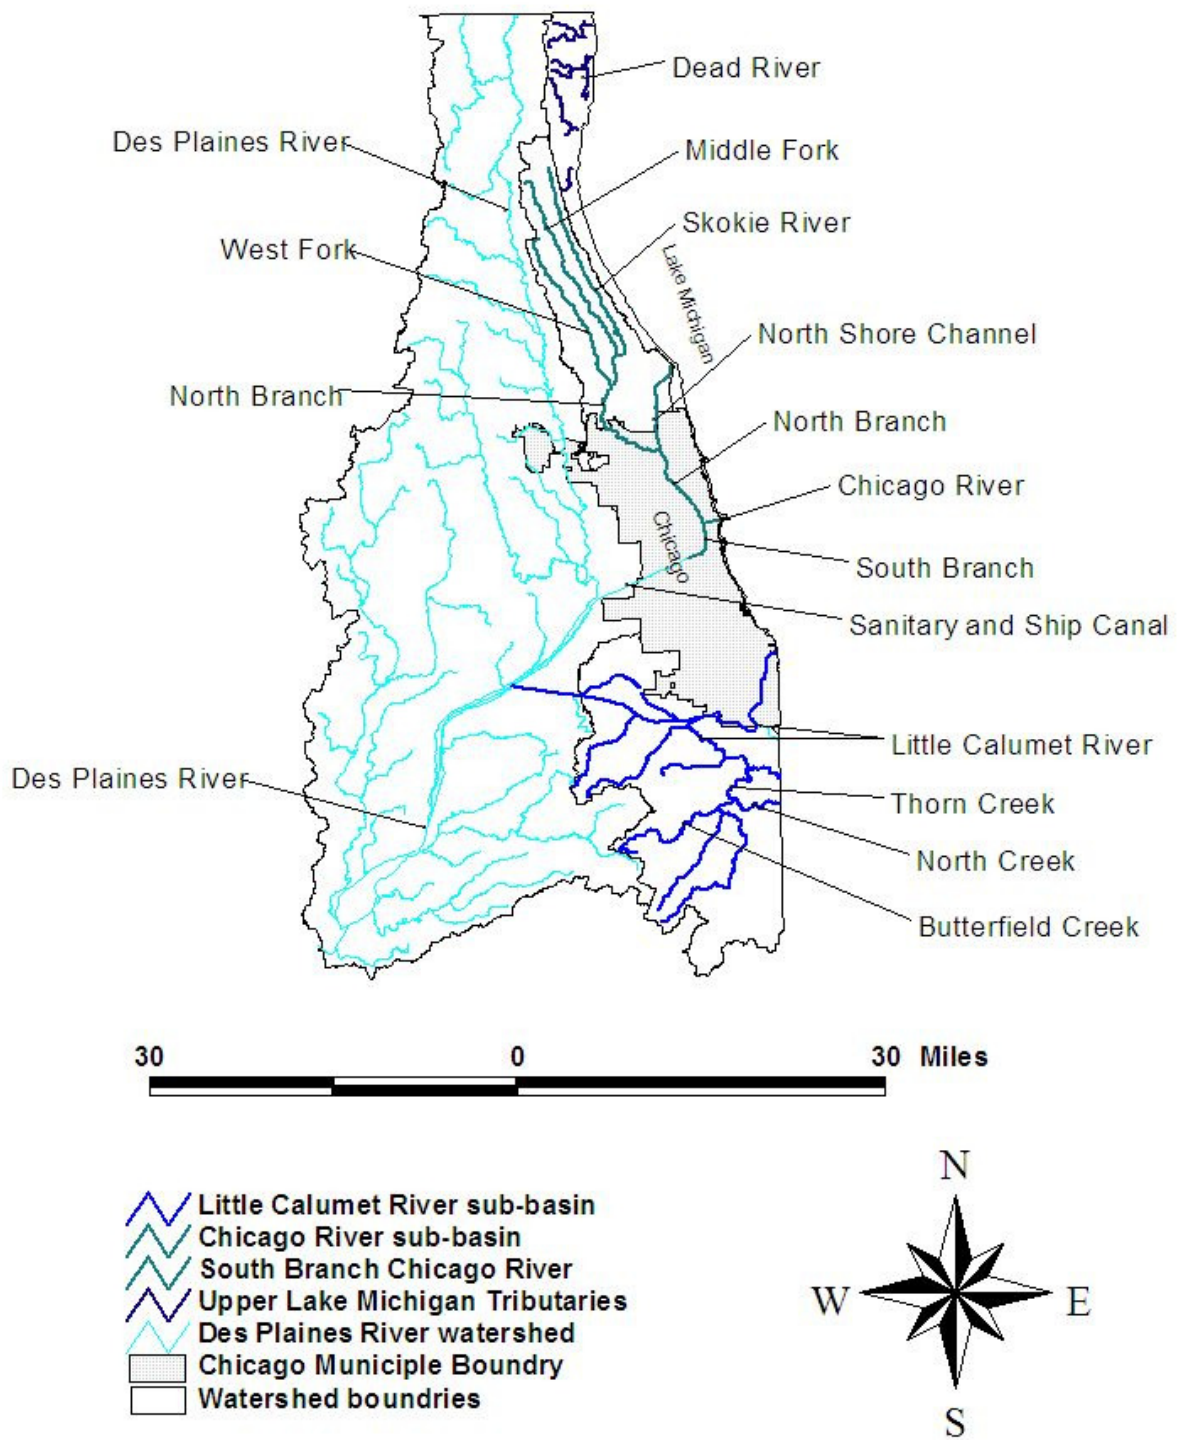 Dead River
Des Plaines River
Middle Fork
Skokie River
West Fork
Lake Michigan
North Shore Channel
North Branch
North Branch
Chicago River
Chicago
South Branch
Sanitary and Ship Canal
Little Calumet River
Des Plaines River
Thorn Creek
North Creek
Butterfield Creek
30 0 30 Miles
N
W E
S
Little Calumet River sub-basin
Chicago River sub-basin
South Branch Chicago River
Upper Lake Michigan Tributaries
Des Plaines River watershed
Chicago Municiple Boundry
Watershed boundries